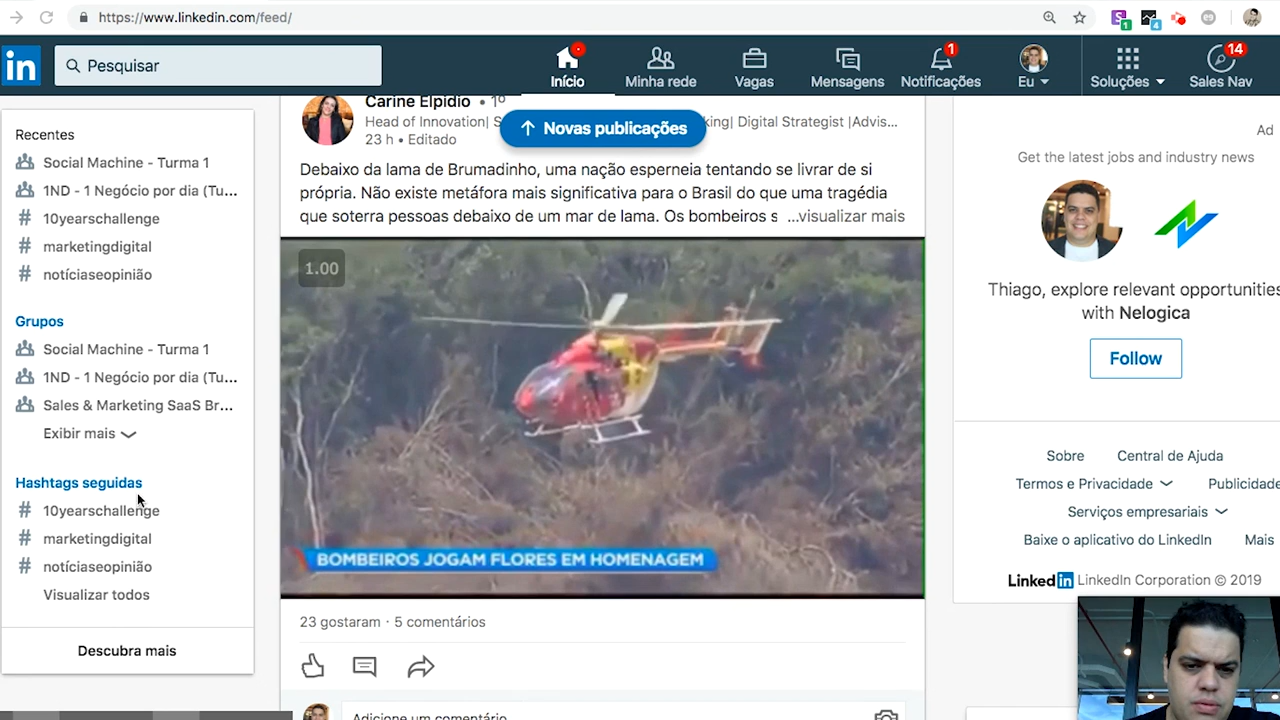 https://www.linkedin.com/feed/
1
4
in
Pesquisar
Início
Minha rede
Vagas
Mensagens
1
Notificações
Eu
Soluções
14
Sales Nav
Recentes
Social Machine - Turma 1
1ND - 1 Negócio por dia (Tu...
# 10yearschallenge
# marketingdigital
# notíciaseopinião
Grupos
Social Machine - Turma 1
1ND - 1 Negócio por dia (Tu...
Sales & Marketing SaaS Br...
Exibir mais
Hashtags seguidas
# 10yearschallenge
# marketingdigital
# notíciaseopinião
Visualizar todos
Descubra mais
Carine Elpidio • 1º
Head of Innovation| S king| Digital Strategist |Advis...
23 h • Editado
Novas publicações
Debaixo da lama de Brumadinho, uma nação esperneia tentando se livrar de si
própria. Não existe metáfora mais significativa para o Brasil do que uma tragédia
que soterra pessoas debaixo de um mar de lama. Os bombeiros s ...visualizar mais
1.00
BOMBEIROS JOGAM FLORES EM HOMENAGEM
23 gostaram · 5 comentários
Adicione um comentário
Ad
Get the latest jobs and industry news
Thiago, explore relevant opportunities
with Nelogica
Follow
Sobre Central de Ajuda
Termos e Privacidade Publicidade
Serviços empresariais
Baixe o aplicativo do LinkedIn Mais
Linked in LinkedIn Corporation © 2019